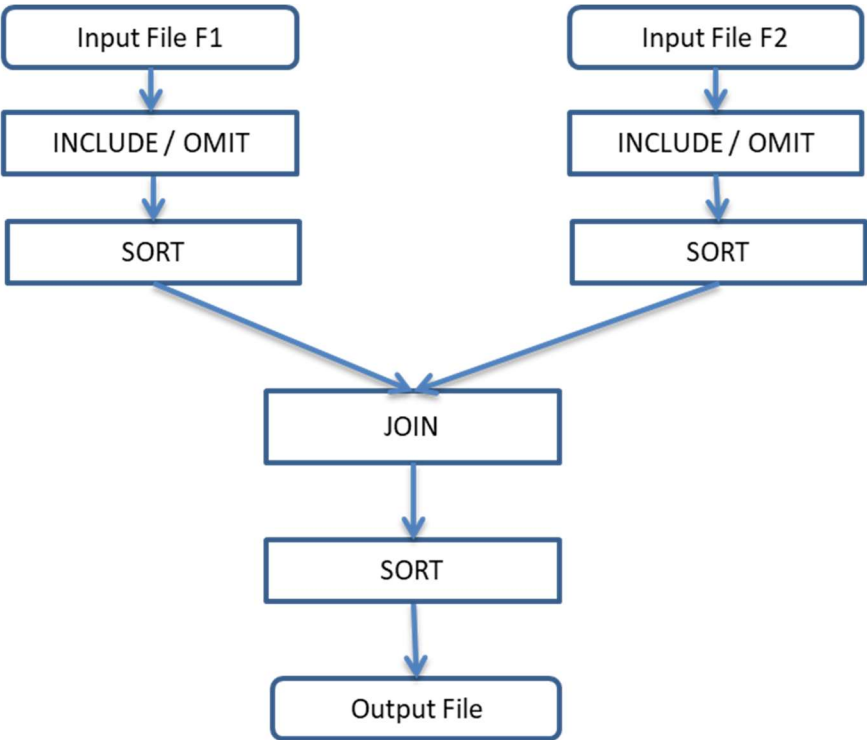 Input File F1
Input File F2
INCLUDE / OMIT
INCLUDE / OMIT
SORT
SORT
JOIN
SORT
Output File